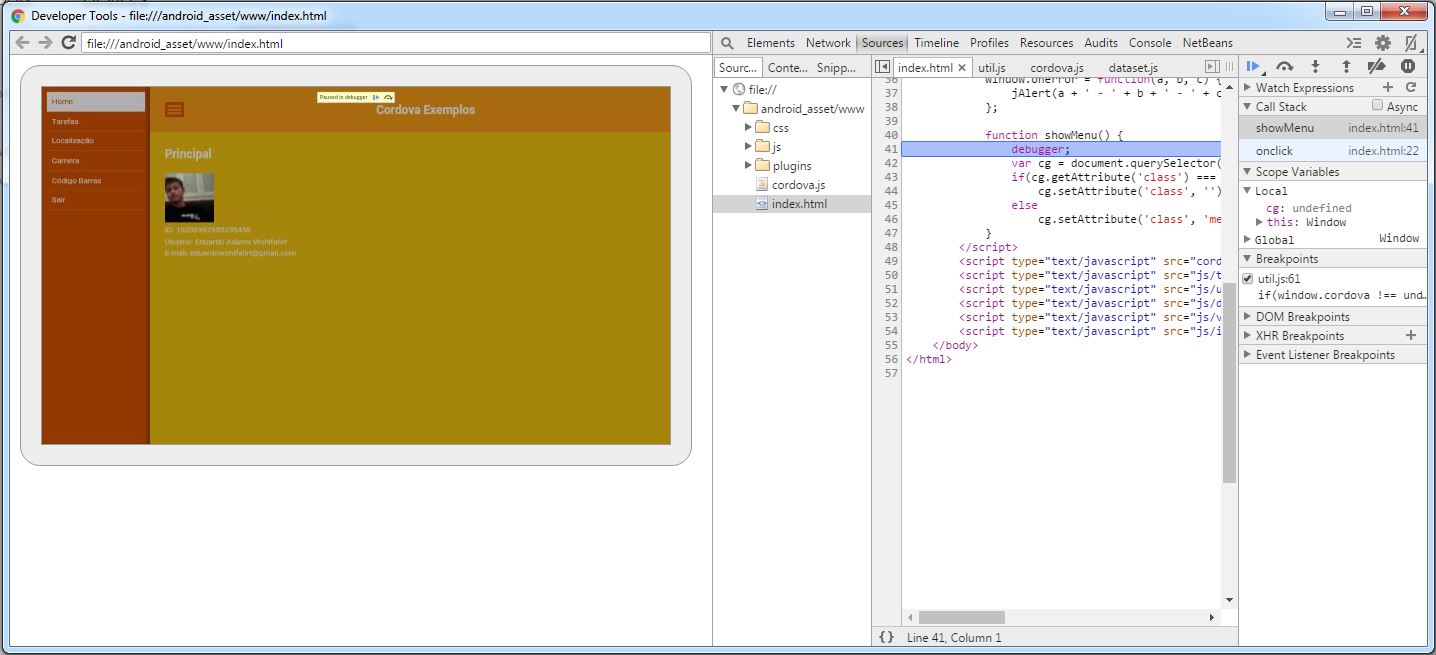 Developer Tools - file:///android_asset/www/index.html
file:///android_asset/www/index.html
Elements Network Sources Timeline Profiles Resources Audits Console NetBeans
Home
Tarefas
Localização
Camera
Código Barras
Sair
Paused in debugger
Cordova Exemplos
Principal
Usuário: Eduardo Adams Wohlfahrt
E-mail: eduardowohlfahrt@gmail.com
Sourc... Conte... Snipp...
file://
android_asset/www
css
js
plugins
cordova.js
index.html
index.html util.js cordova.js dataset.js
36 window.onerror = function(a, b, c) {
37 jAlert(a + ' - ' + b + ' - ' + c
38 };
39
40 function showMenu() {
41 debugger;
42 var cg = document.querySelector(
43 if(cg.getAttribute('class') ===
44 cg.setAttribute('class', '')
45 else
46 cg.setAttribute('class', 'me
47 }
48 </script>
49 <script type="text/javascript" src="cord
50 <script type="text/javascript" src="js/t
51 <script type="text/javascript" src="js/u
52 <script type="text/javascript" src="js/d
53 <script type="text/javascript" src="js/v
54 <script type="text/javascript" src="js/i
55 </body>
56 </html>
57
{} Line 41, Column 1
Watch Expressions
Call Stack Async
showMenu index.html:41
onclick index.html:22
Scope Variables
Local
cg: undefined
this: Window
Global Window
Breakpoints
util.js:61
if(window.cordova !== und…
DOM Breakpoints
XHR Breakpoints
Event Listener Breakpoints